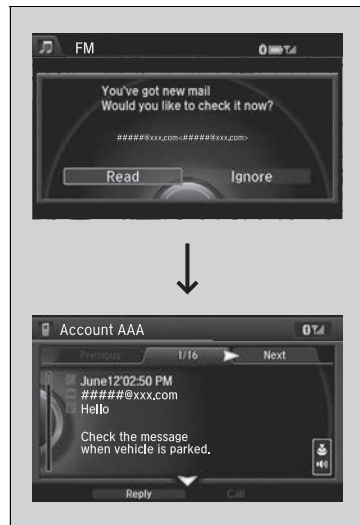 FM
You've got new mail
Would you like to check it now?
#####@xxx.com<#####@xxx.com>
Read Ignore
Account AAA
Previous 1/16 Next
June12'02:50 PM
#####@xxx.com
Hello
Check the message
when vehicle is parked.
Reply Call